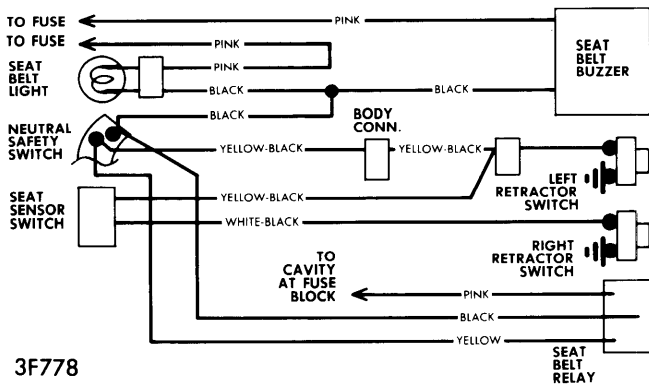 TO FUSE
PINK
TO FUSE
PINK
SEAT
BELT
LIGHT
PINK
BLACK
BLACK
SEAT
BELT
BUZZER
BLACK
NEUTRAL
SAFETY
SWITCH
BODY
CONN.
YELLOW-BLACK
YELLOW-BLACK
LEFT
RETRACTOR
SWITCH
SEAT
SENSOR
SWITCH
YELLOW-BLACK
WHITE-BLACK
RIGHT
RETRACTOR
SWITCH
TO
CAVITY
AT FUSE
BLOCK
PINK
BLACK
YELLOW
SEAT
BELT
RELAY
3F778